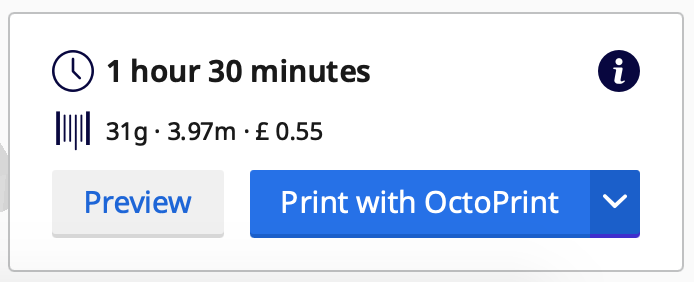 1 hour 30 minutes
31g · 3.97m · £ 0.55
Preview
Print with OctoPrint